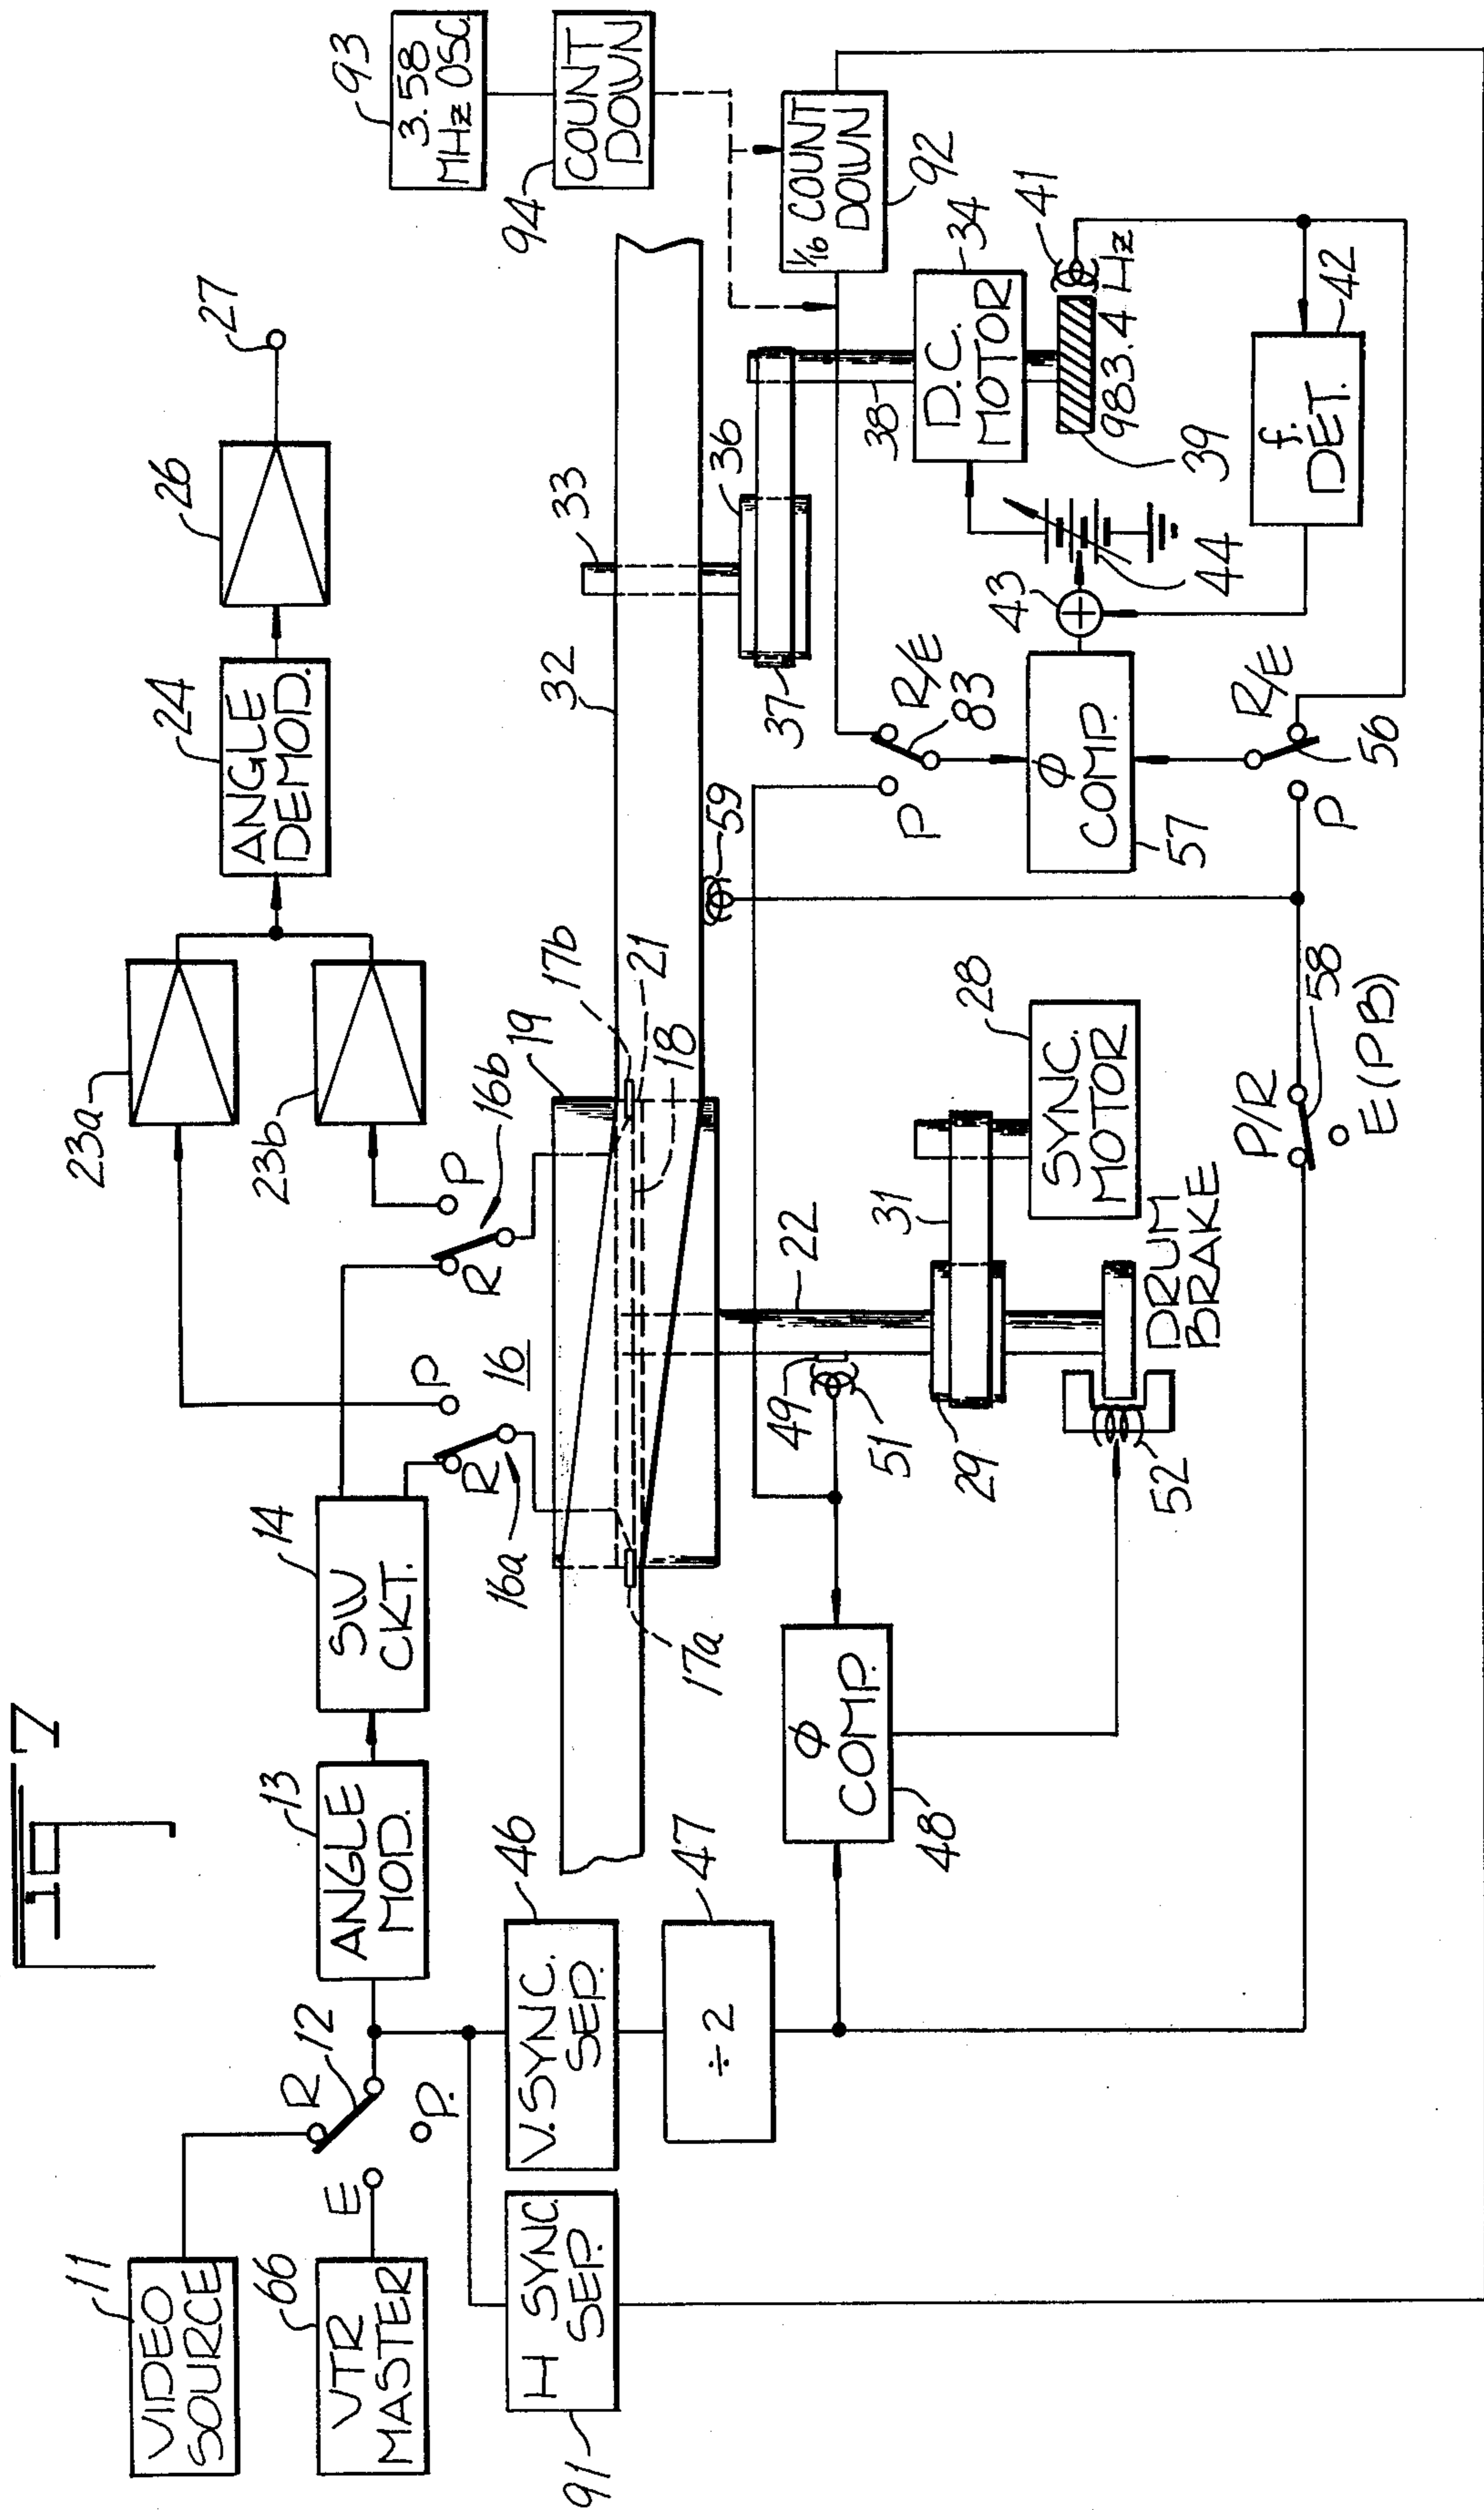 FIG 7
11
VIDEO
SOURCE
66
VTR
MASTER
E
R
12
P.
13
ANGLE
MOD.
14
SW
CKT.
R
P
16
16a
R
P
16b
23a
23b
24
ANGLE
DEMOD.
26
27
91
H SYNC.
SEP.
46
V. SYNC.
SEP.
47
÷ 2
17a
19
17b
21
18
59
32
33
36
37
93
3.58
MHz OSC.
94
COUNT
DOWN
1/16 COUNT
DOWN
92
48
Φ
COMP.
49
51
22
29
31
28
SYNC.
MOTOR
52
DRUM
BRAKE
P
R/E
83
57
Φ
COMP.
43
44
38
D.C.
MOTOR
34
41
983.4 Hz
39
f.
DET.
42
P/R
58
E (PB)
P
56
R/E